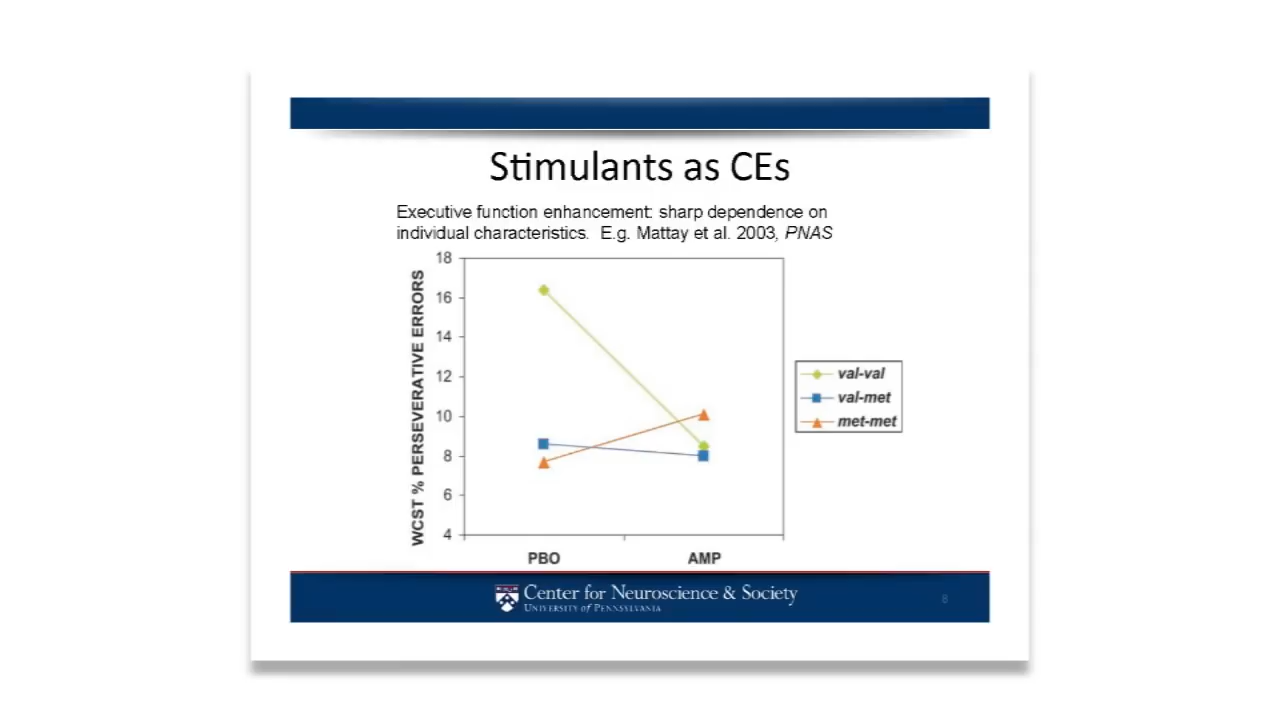 Stimulants as CEs
Executive function enhancement: sharp dependence on
individual characteristics. E.g. Mattay et al. 2003, PNAS
WCST % PERSEVERATIVE ERRORS
18
16
14
12
10
8
6
4
PBO AMP
val-val
val-met
met-met
Center for Neuroscience & Society
UNIVERSITY of PENNSYLVANIA
8